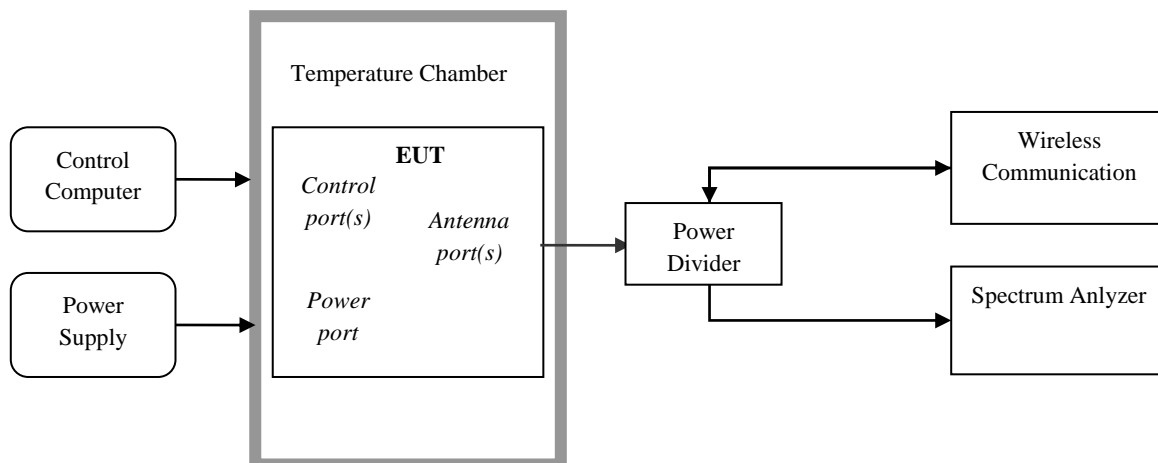 Temperature Chamber
Control
Computer
EUT
Control
port(s)
Antenna
port(s)
Power
port
Power
Supply
Power
Divider
Wireless
Communication
Spectrum Anlyzer